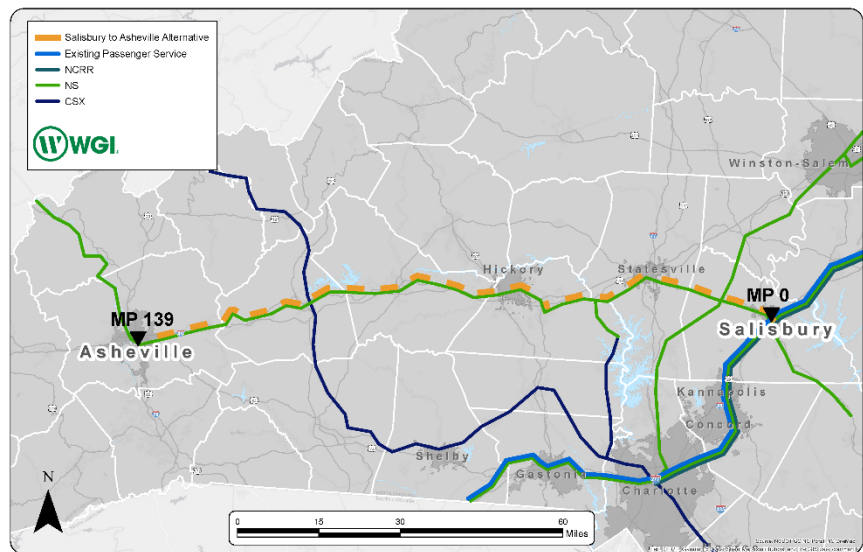 Salisbury to Asheville Alternative
Existing Passenger Service
NCRR
NS
CSX
WGI
Winston-Salem
Hickory
Statesville
MP 0
Salisbury
MP 139
Asheville
Kannapolis
Concord
Shelby
Gastonia
Charlotte
N
0 15 30 60
Miles